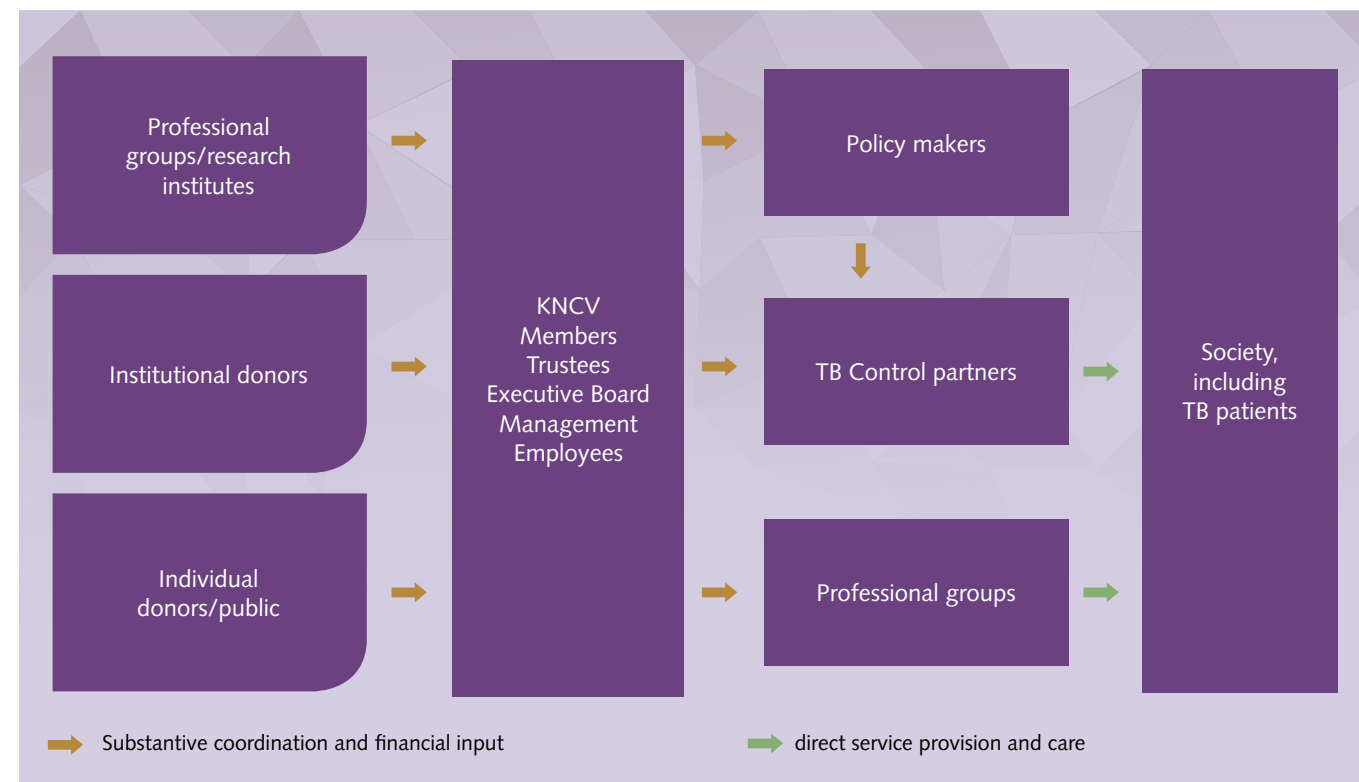 Professional
groups/research
institutes
Institutional donors
Individual
donors/public
KNCV
Members
Trustees
Executive Board
Management
Employees
Policy makers
TB Control partners
Professional groups
Society,
including
TB patients
Substantive coordination and financial input
direct service provision and care